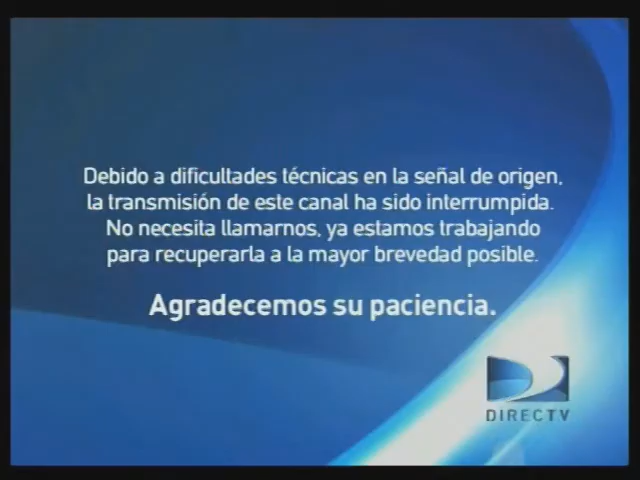 Debido a dificultades técnicas en la señal de origen,
la transmisión de este canal ha sido interrumpida.
No necesita llamarnos, ya estamos trabajando
para recuperarla a la mayor brevedad posible.
Agradecemos su paciencia.
DIRECTV